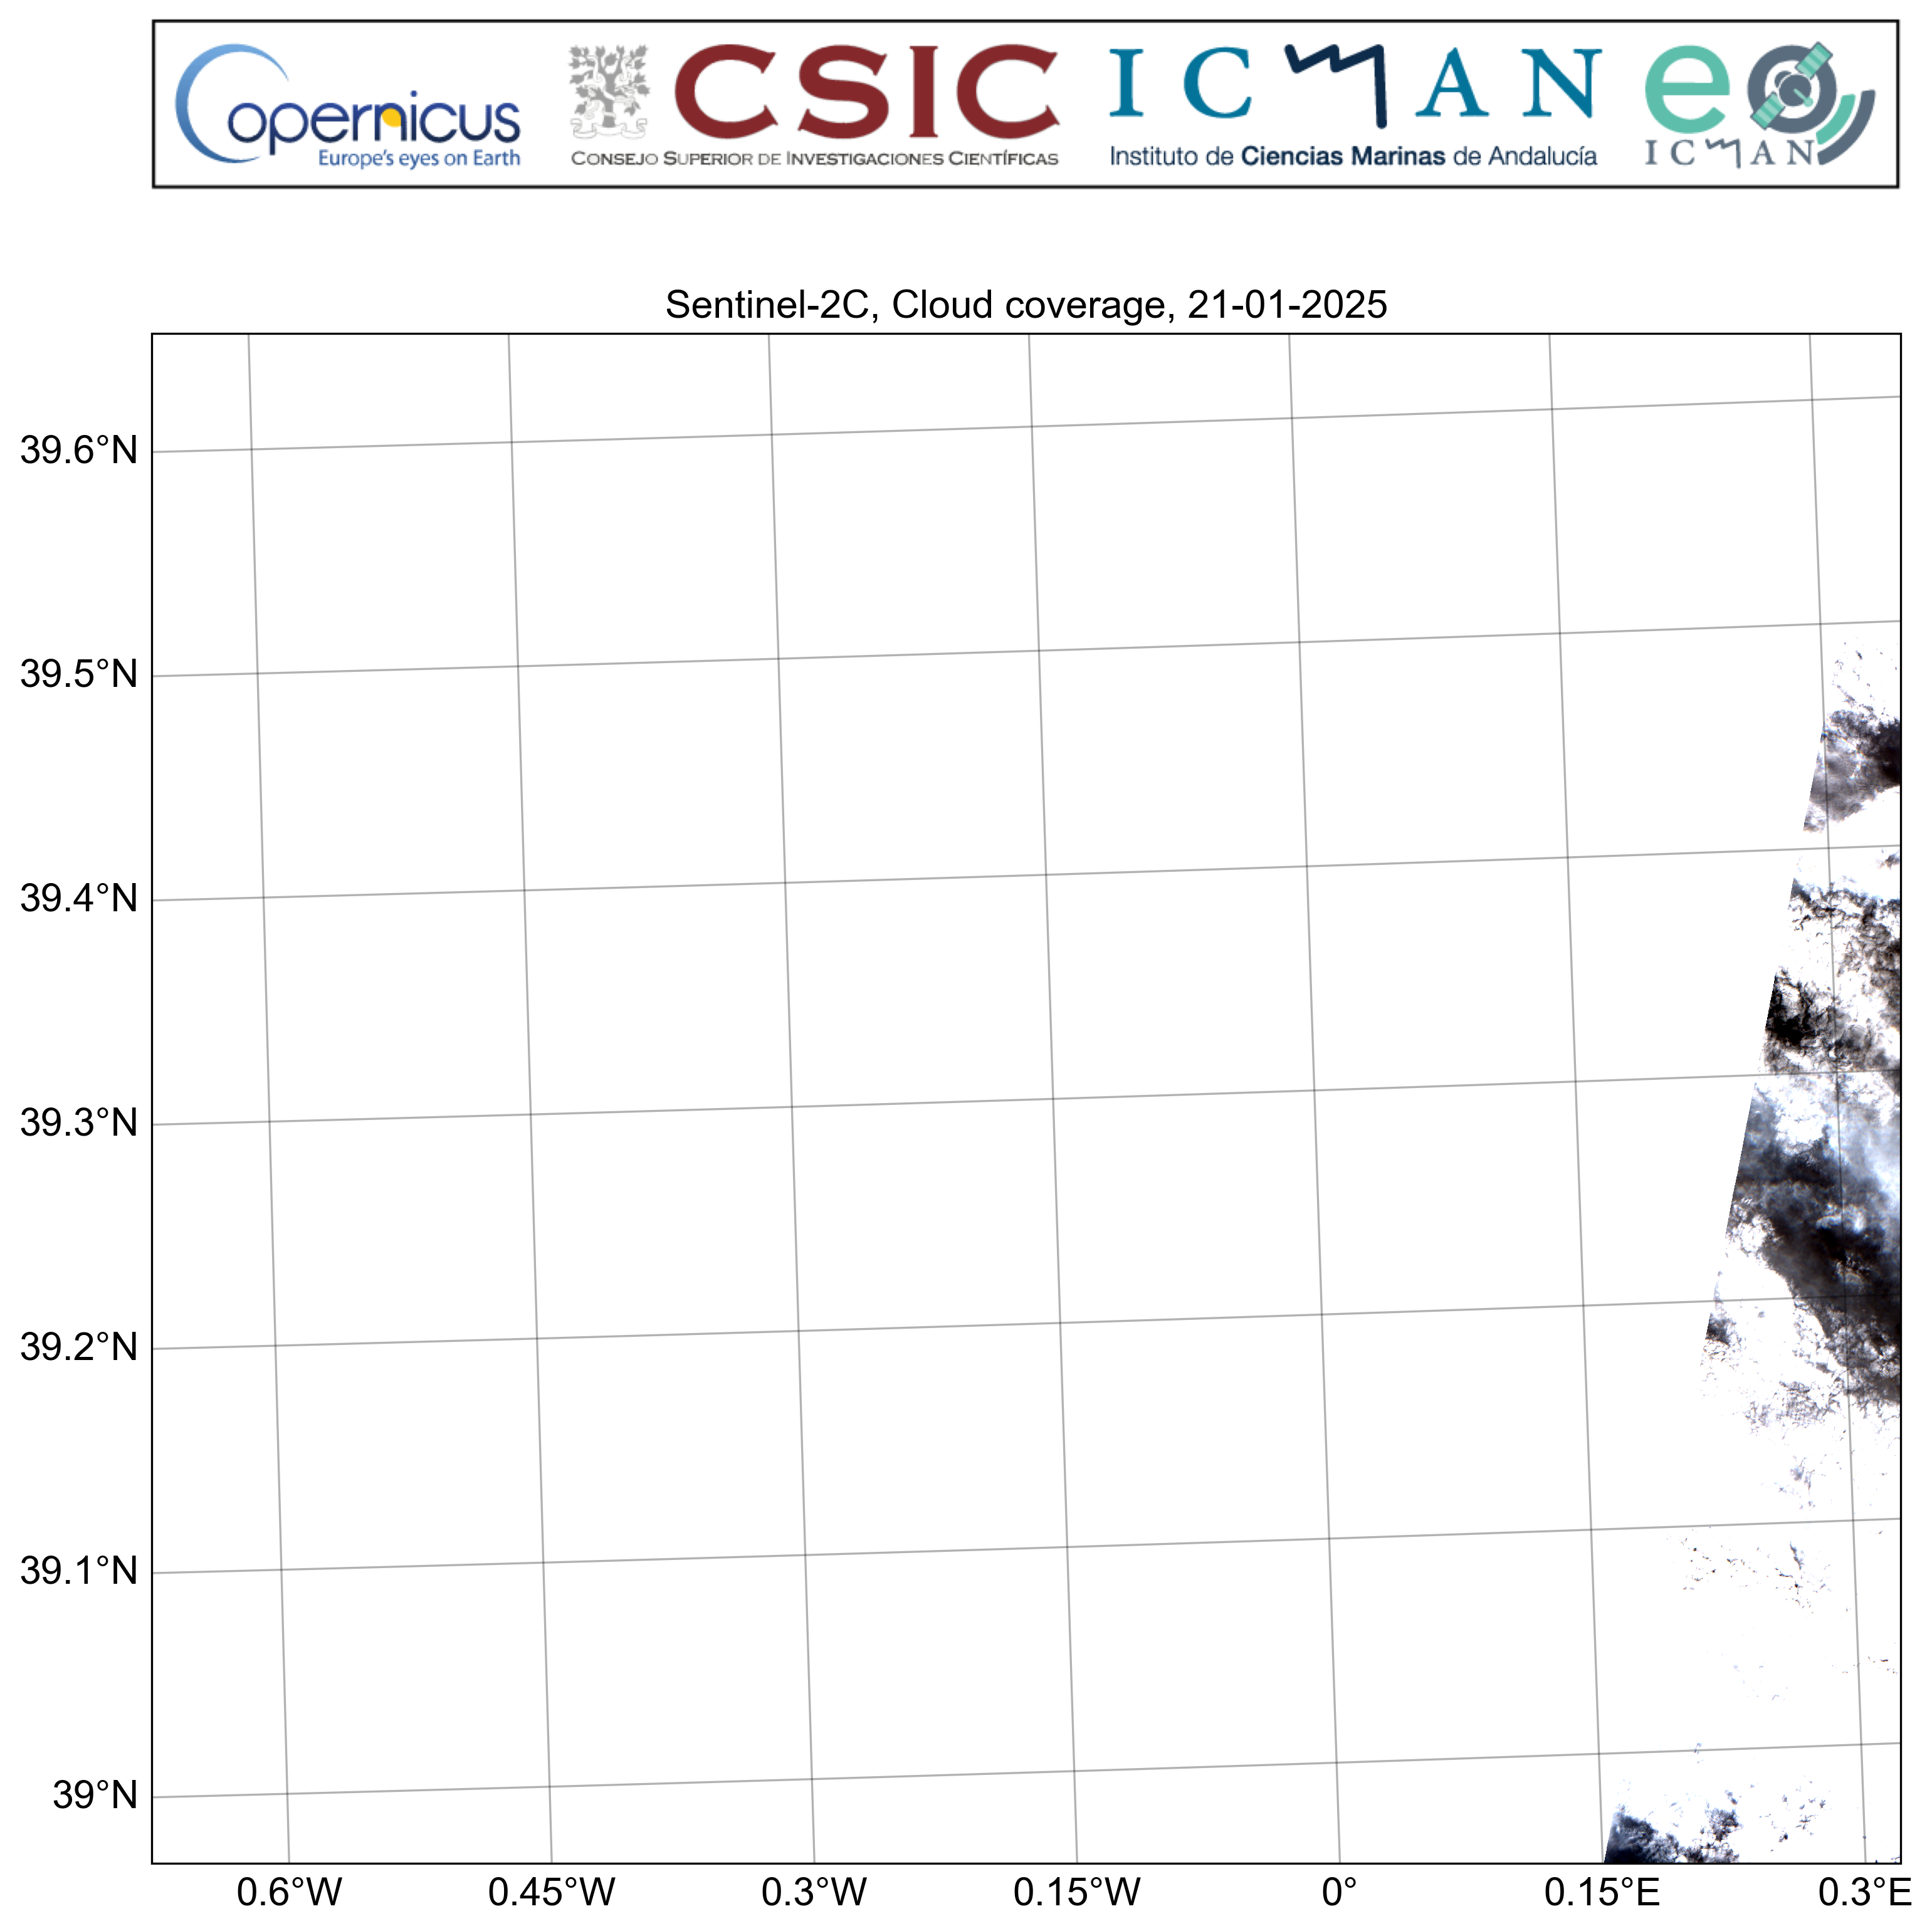 Copernicus
Europe's eyes on Earth
CSIC
CONSEJO SUPERIOR DE INVESTIGACIONES CIENTÍFICAS
ICMAN
Instituto de Ciencias Marinas de Andalucía
eo
ICMAN
Sentinel-2C, Cloud coverage, 21-01-2025
39.6°N
39.5°N
39.4°N
39.3°N
39.2°N
39.1°N
39°N
0.6°W 0.45°W 0.3°W 0.15°W 0° 0.15°E 0.3°E